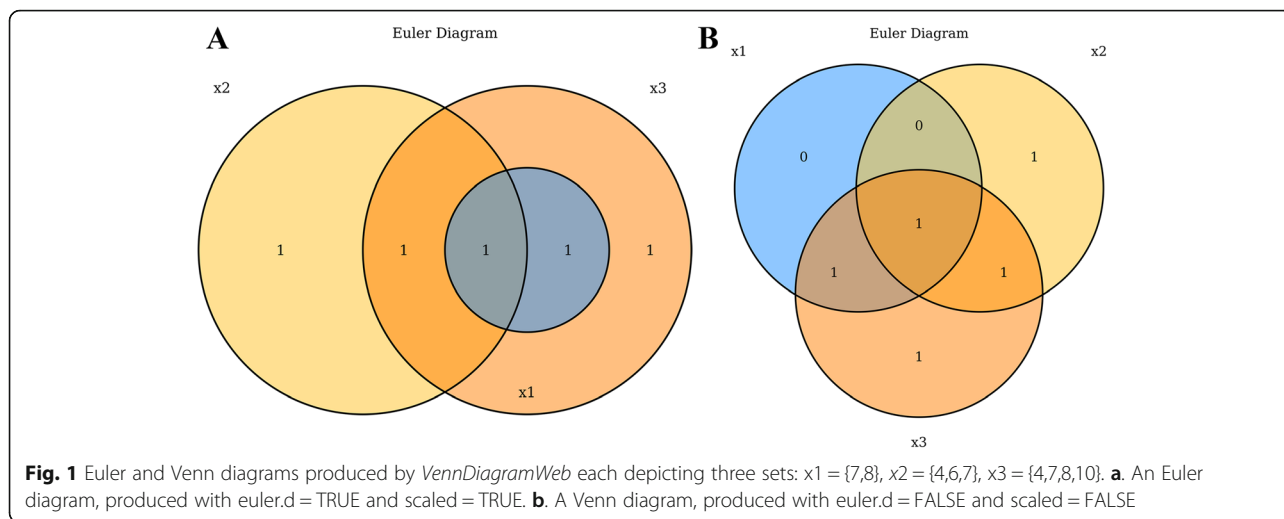 A
Euler Diagram
x2
x3
1
1
1
1
1
x1
B
Euler Diagram
x1
x2
0
0
1
1
1
1
1
x3
Fig. 1 Euler and Venn diagrams produced by VennDiagramWeb each depicting three sets: x1 = {7,8}, x2 = {4,6,7}, x3 = {4,7,8,10}. a. An Euler
diagram, produced with euler.d = TRUE and scaled = TRUE. b. A Venn diagram, produced with euler.d = FALSE and scaled = FALSE